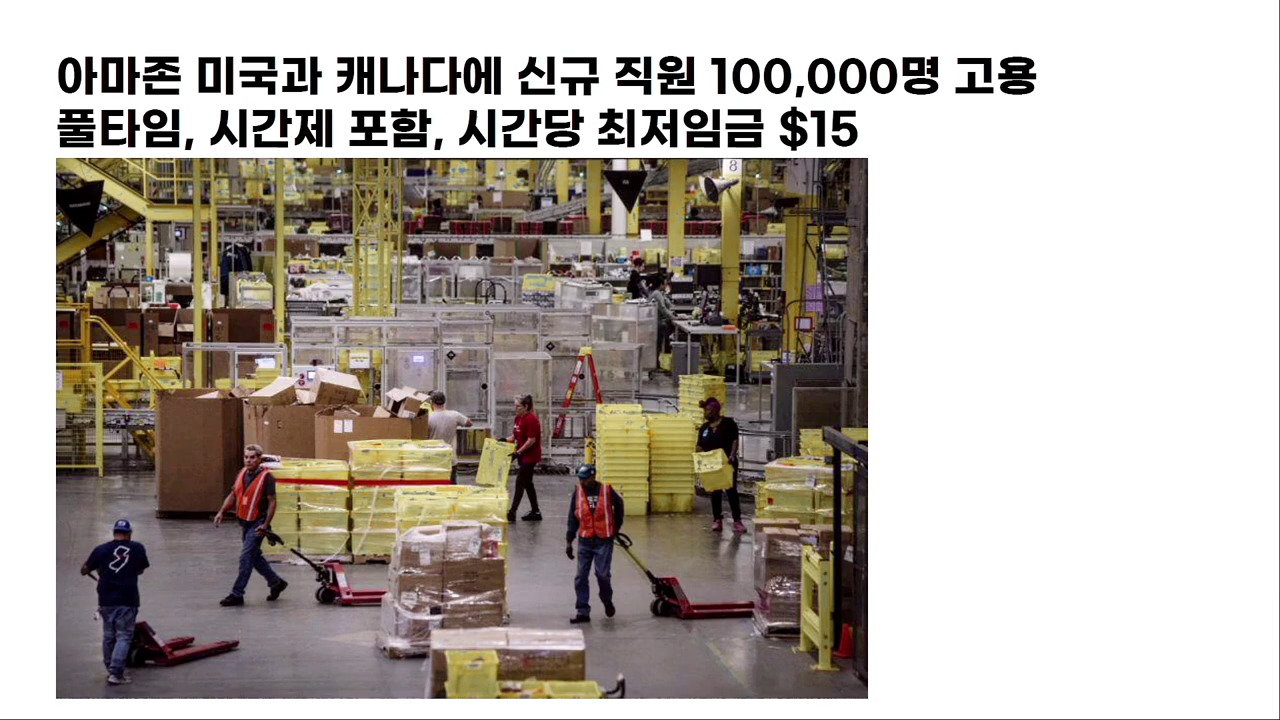 아마존 미국과 캐나다에 신규 직원 100,000명 고용
풀타임, 시간제 포함, 시간당 최저임금 $15
8